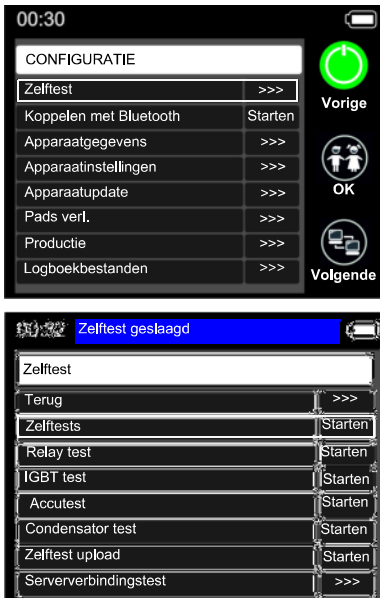 00:30
CONFIGURATIE
Zelftest >>>
Koppelen met Bluetooth Starten
Apparaatgegevens >>>
Apparaatinstellingen >>>
Apparaatupdate >>>
Pads verl. >>>
Productie >>>
Logboekbestanden >>>
Vorige
OK
Volgende
00:32 Zelftest geslaagd
Zelftest
Terug >>>
Zelftests Starten
Relay test Starten
IGBT test Starten
Accutest Starten
Condensator test Starten
Zelftest upload Starten
Serververbindingstest >>>